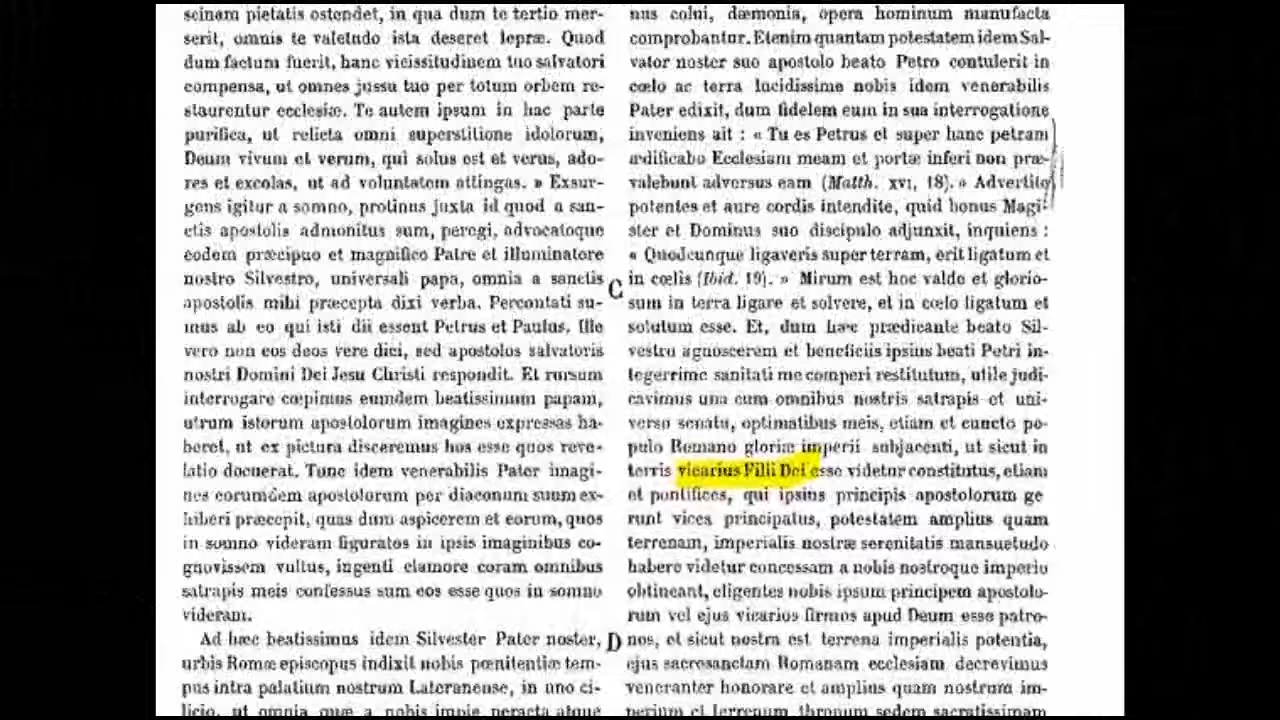 scinam pietatis ostendet, in qua dum te tertio mer-
serit, omnis te valetudo ista deseret lepræ. Quod
dum factum fuerit, hanc vicissitudinem tuo salvatori
compensa, ut omnes jussu tuo per totum orbem re-
staurentur ecclesiæ. Te autem ipsum in hac parte
purifica, ut relicta omni superstitione idolorum,
Deum vivum et verum, qui solus est et verus, ado-
res et excolas, ut ad voluntatem attingas. » Exsur-
gens igitur a somno, protinus juxta id quod a san-
ctis apostolis admonitus sum, peregi, advocatoque
eodem præcipuo et magnifico Patre et illuminatore
nostro Silvestro, universali papa, omnia a sanctis
apostolis mihi præcepta dixi verba. Percontati su-
mus ab eo qui isti dii essent Petrus et Paulus. Ille
vero non eos deos vere dici, sed apostolos salvatoris
nostri Domini Dei Jesu Christi respondit. Et rursum
interrogare cœpimus eumdem beatissimum papam,
utrum istorum apostolorum imagines expressas ha-
beret, ut ex pictura disceremus hos esse quos reve-
latio docuerat. Tunc idem venerabilis Pater imagi-
nes eorumdem apostolorum per diaconum suum ex-
hiberi præcepit, quas dum aspicerem et eorum, quos
in somno videram figuratos in ipsis imaginibus co-
gnovissem vultus, ingenti clamore coram omnibus
satrapis meis confessus sum eos esse quos in somno
videram.
Ad hæc beatissimus idem Silvester Pater noster,
urbis Romæ episcopus indixit nobis pœnitentiæ tem-
pus intra palatium nostrum Lateranense, in uno ci-
licio, ut omnia quæ a nobis impie peracta atque
C
D
nus colui, dæmonia, opera hominum manufacta
comprobantur. Etenim quantam potestatem idem Sal-
vator noster suo apostolo beato Petro contulerit in
cœlo ac terra lucidissime nobis idem venerabilis
Pater edixit, dum fidelem eum in sua interrogatione
inveniens ait : « Tu es Petrus et super hanc petram
ædificabo Ecclesiam meam et portæ inferi non præ-
valebunt adversus eam (Matth. xvi, 18). » Advertite
potentes et aure cordis intendite, quid bonus Magi-
ster et Dominus suo discipulo adjunxit, inquiens :
« Quodcunque ligaveris super terram, erit ligatum et
in cœlis (Ibid. 19). » Mirum est hoc valde et glorio-
sum in terra ligare et solvere, et in cœlo ligatum et
solutum esse. Et, dum hæc prædicante beato Sil-
vestro agnoscerem et beneficiis ipsius beati Petri in-
tegerrime sanitati me comperi restitutum, utile judi-
cavimus una cum omnibus nostris satrapis et uni-
verso senatu, optimatibus meis, etiam et cuncto po-
pulo Romano gloriæ imperii subjacenti, ut sicut in
terris vicarius Filii Dei esse videtur constitutus, etiam
et pontifices, qui ipsius principis apostolorum ge
runt vices principatus, potestatem amplius quam
terrenam, imperialis nostræ serenitatis mansuetudo
habere videtur concessam a nobis nostroque imperio
obtineant, eligentes nobis ipsum principem apostolo-
rum vel ejus vicarios firmos apud Deum esse patro-
nos, et sicut nostra est terrena imperialis potentia,
ejus sacrosanctam Romanam ecclesiam decrevimus
veneranter honorare et amplius quam nostrum im-
perium et terrenum thronum sedem sacratissimam